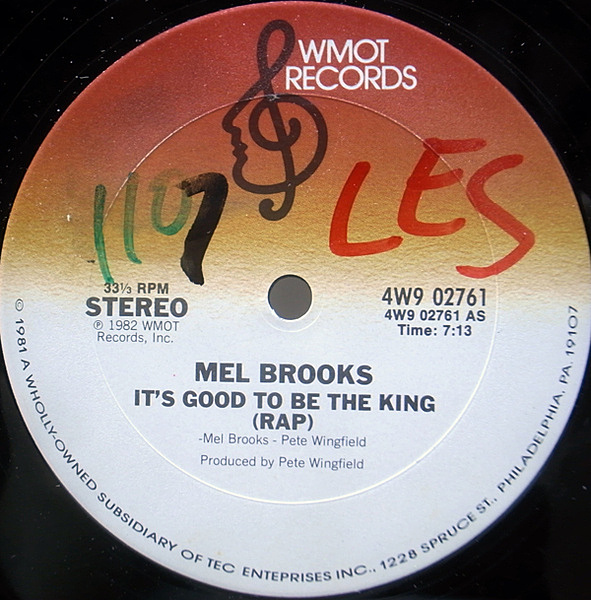 WMOT
RECORDS
1107
LES
33⅓ RPM
STEREO
℗ 1982 WMOT
Records, Inc.
4W9 02761
4W9 02761 AS
Time: 7:13
MEL BROOKS
IT'S GOOD TO BE THE KING
(RAP)
-Mel Brooks - Pete Wingfield
Produced by Pete Wingfield
© 1981 A WHOLLY-OWNED SUBSIDIARY OF TEC ENTEPRISES INC., 1228 SPRUCE ST., PHILADELPHIA, PA. 19107